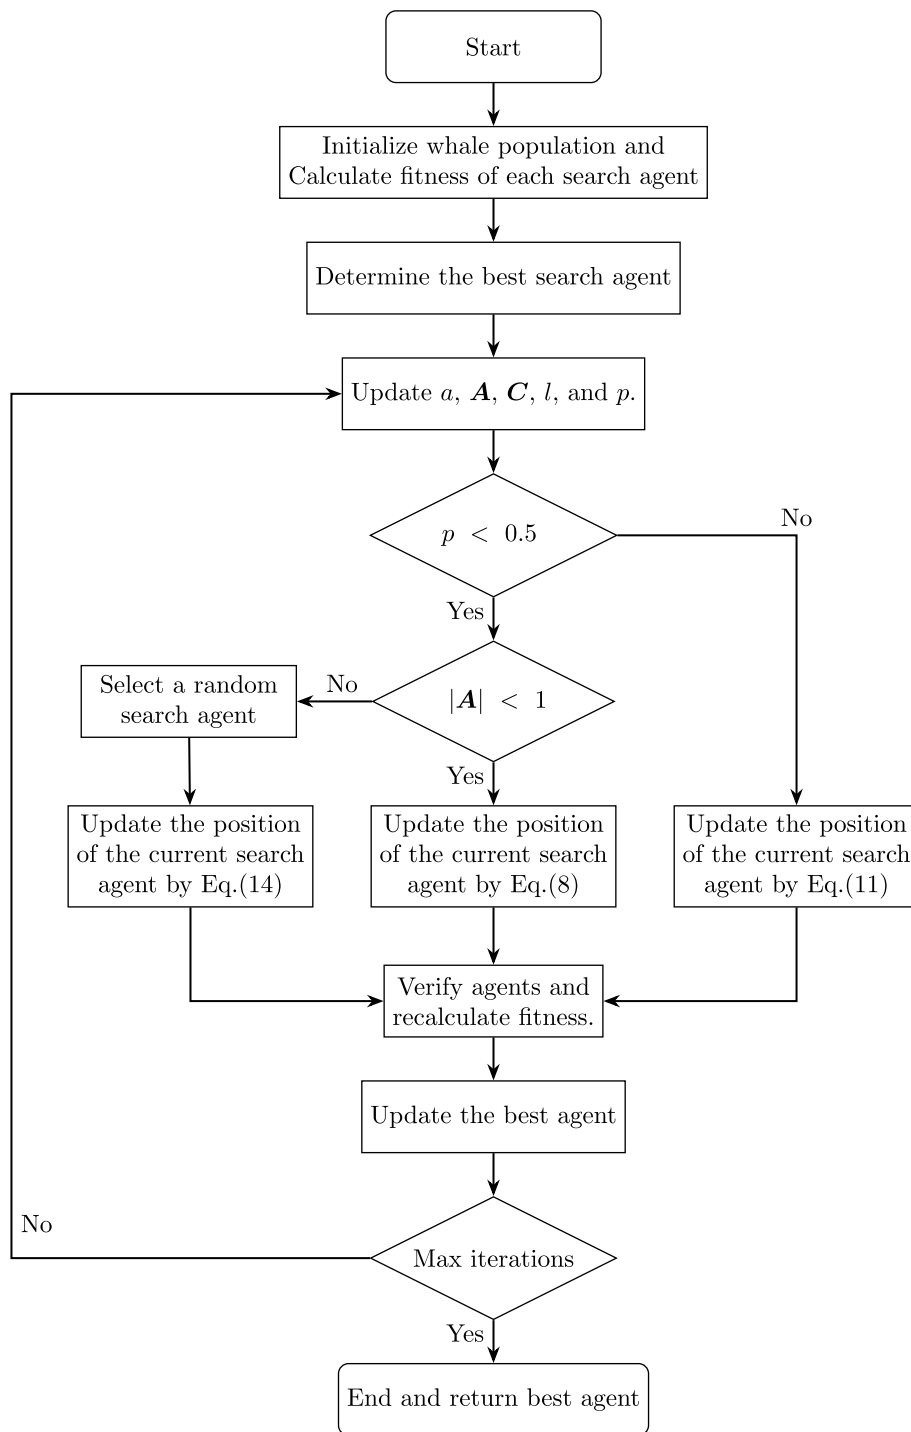 Start
Initialize whale population and
Calculate fitness of each search agent
Determine the best search agent
Update a, A, C, l, and p.
p < 0.5
No
Yes
Select a random
search agent
No
|A| < 1
Yes
Update the position
of the current search
agent by Eq.(14)
Update the position
of the current search
agent by Eq.(8)
Update the position
of the current search
agent by Eq.(11)
Verify agents and
recalculate fitness.
Update the best agent
No
Max iterations
Yes
End and return best agent